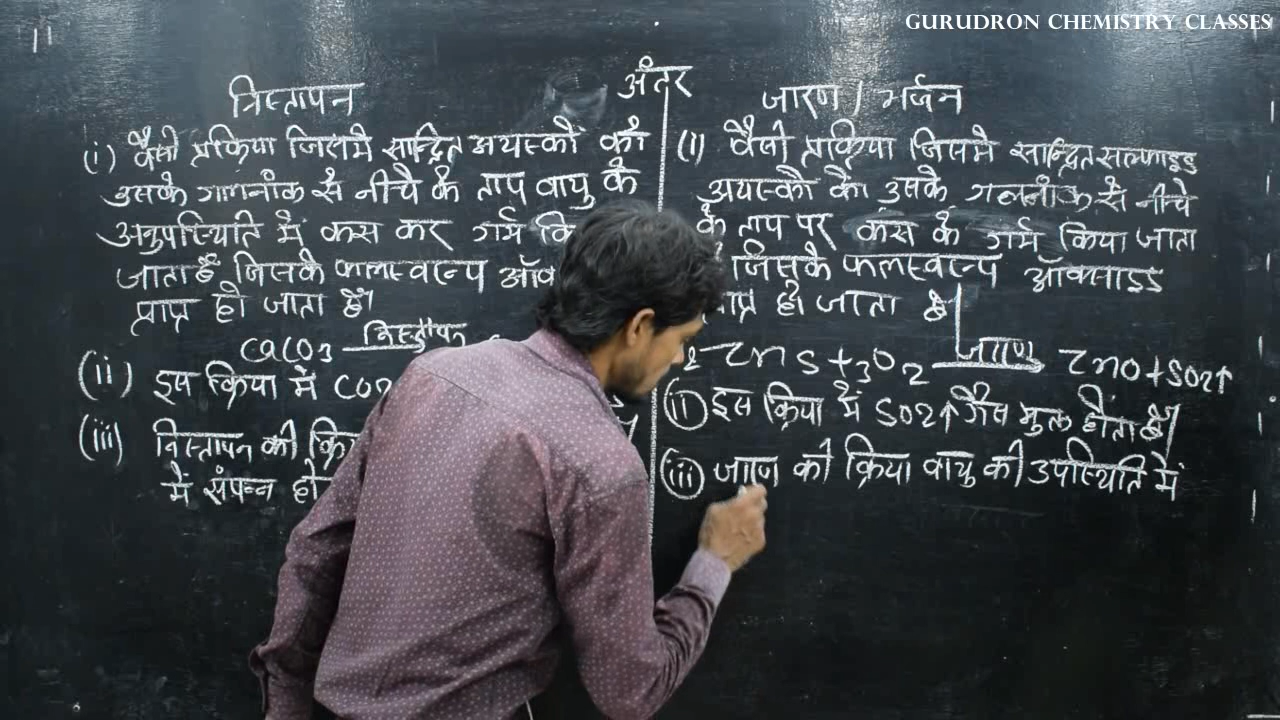 GURUDRON CHEMISTRY CLASSES
अंतर
निस्तापन
(i) वैसी प्रक्रिया जिसमे सान्द्रित अयस्कों को
उसके गलनांक से नीचे के ताप वायु के
अनुपस्थिति में कस कर गर्म
जाता है जिसके फलस्वरूप
प्राप्त हो जाता है।
CaCO3 निस्तापन
(ii) इस क्रिया में CO2
(iii) निस्तापन की
में संपन्न
जारण / भर्जन
(i) वैसी प्रक्रिया जिसमे सान्द्रित सल्फाइड
अयस्को को उसके गलनांक से नीचे
के ताप पर कस के गर्म किया जाता
जिसके फलस्वरूप ऑक्साइड
हो जाता है
2ZnS + 3O2 जारण ZnO + SO2↑
(ii) इस क्रिया में SO2↑ गैस मुक्त होता है।
(iii) जारण की क्रिया वायु की उपस्थिति में